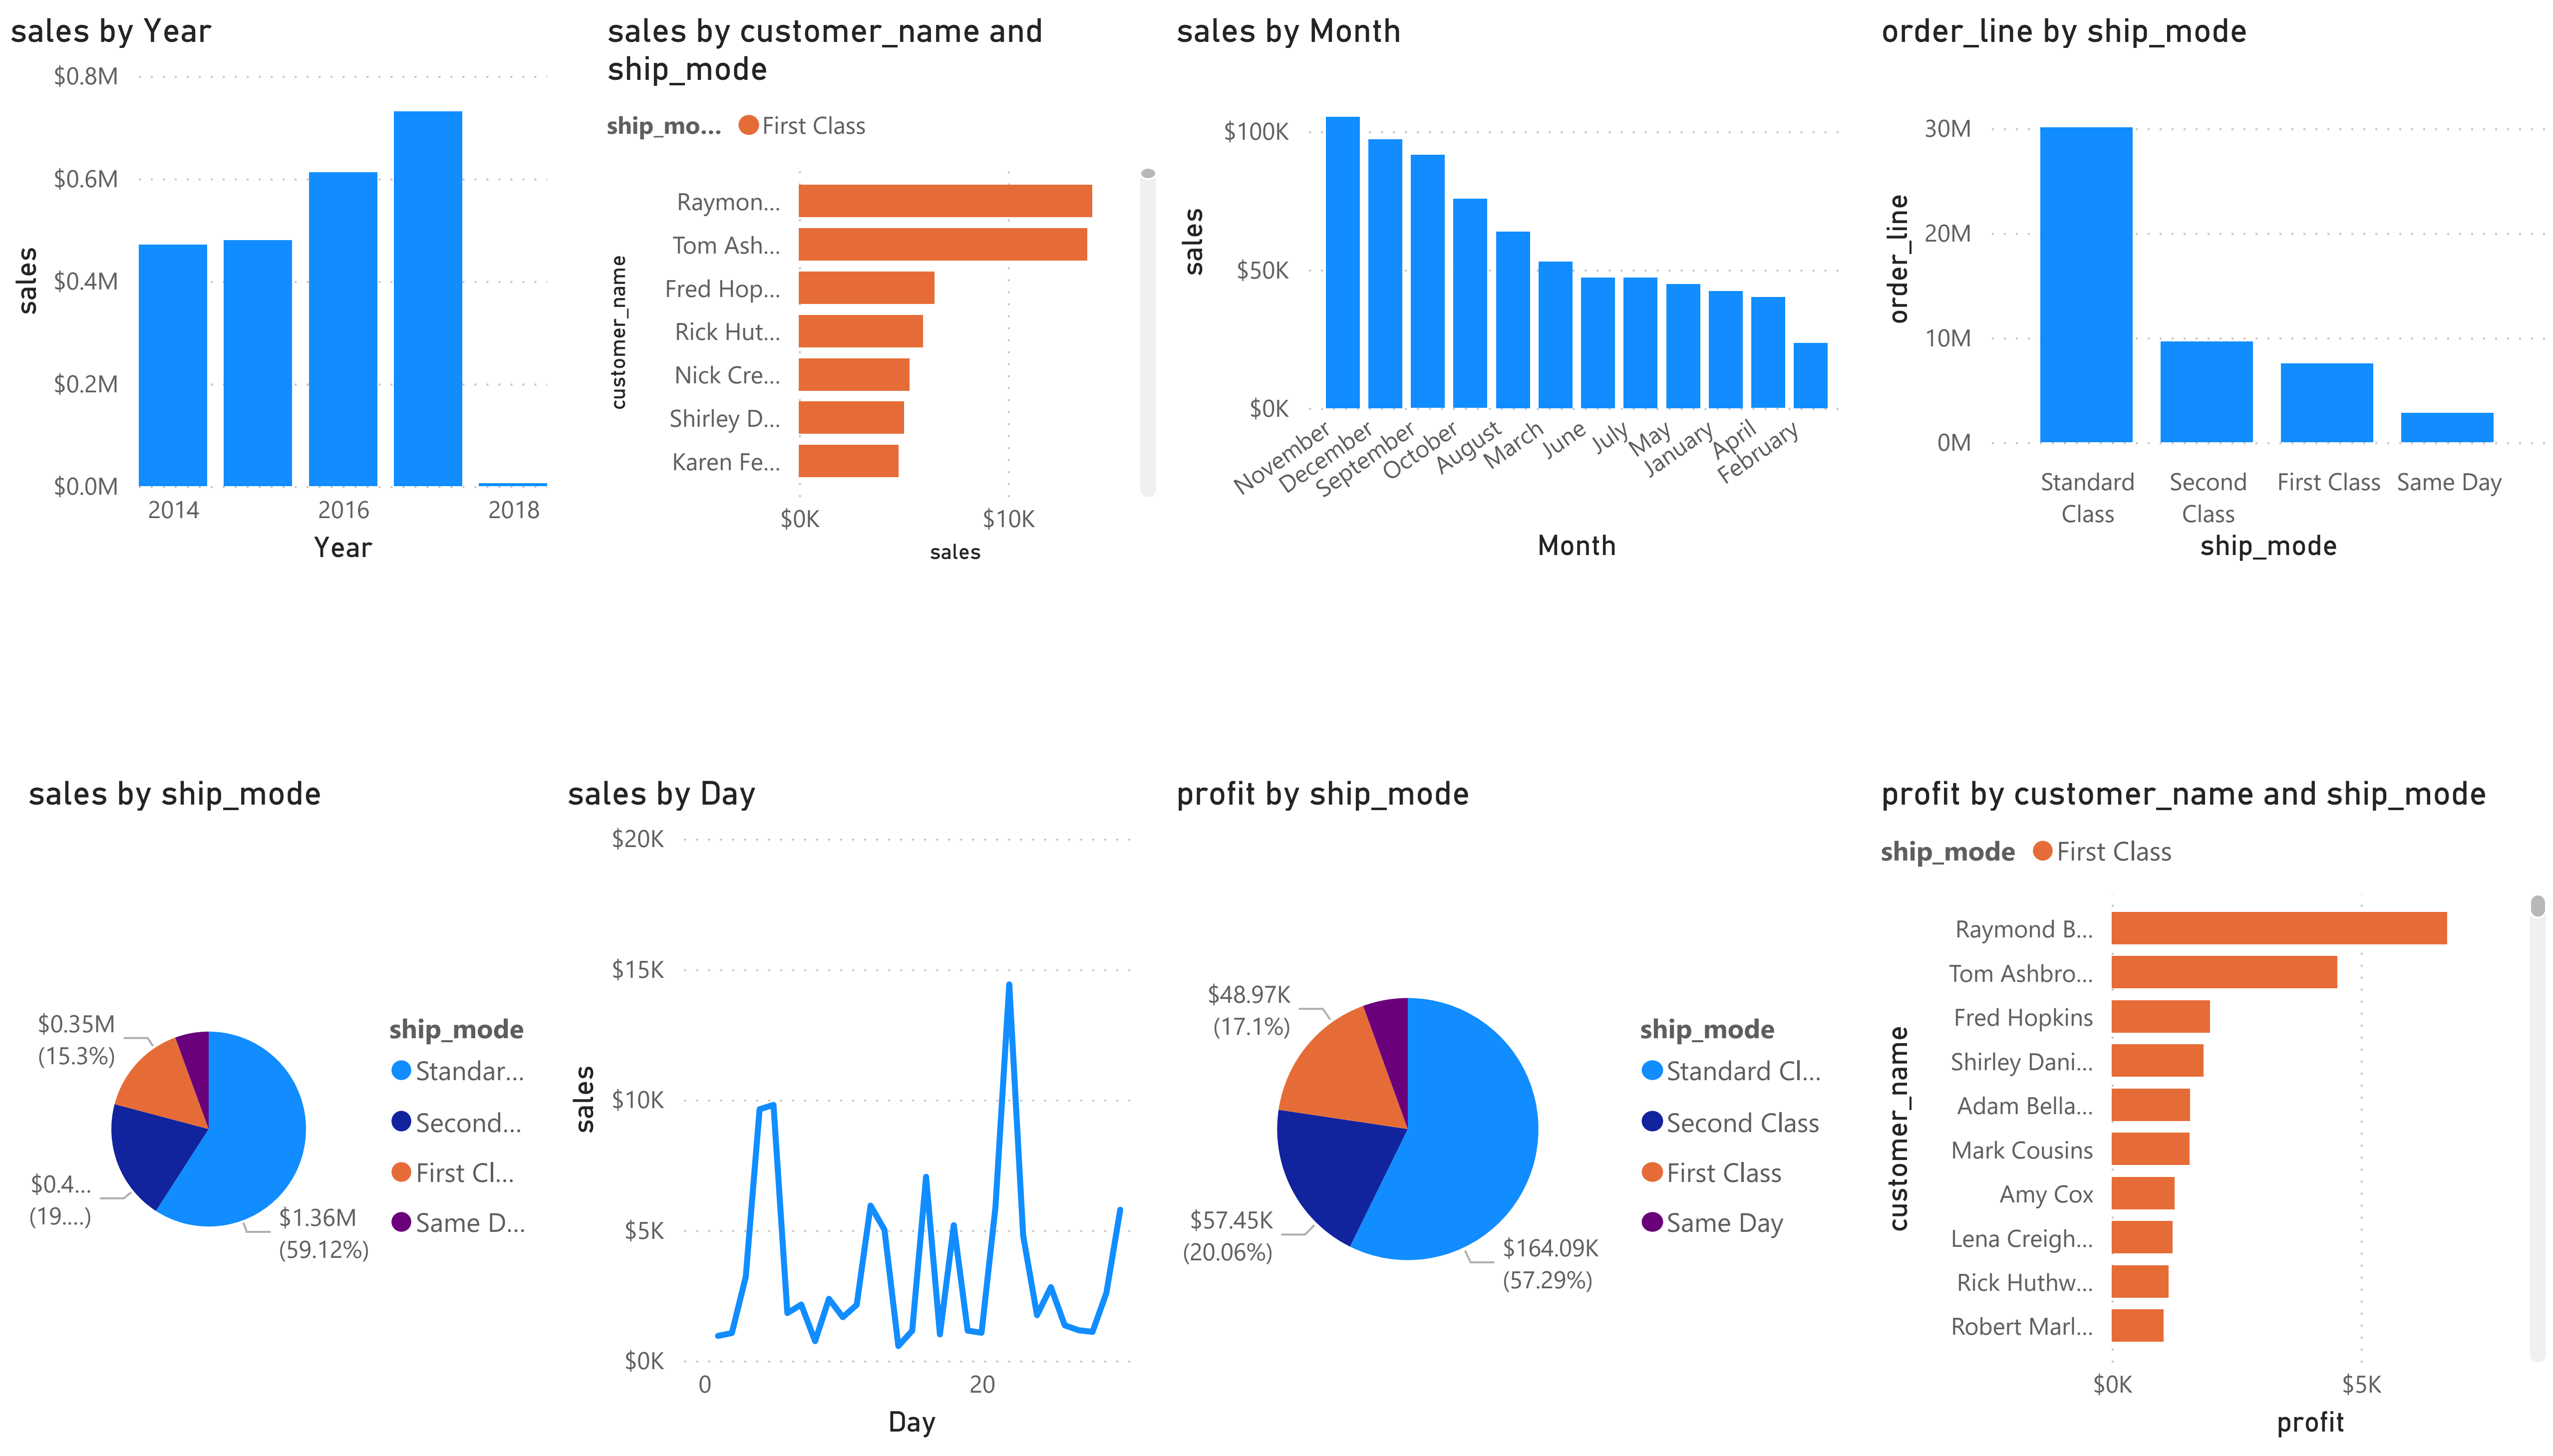 sales by Year
$0.8M
$0.6M
$0.4M
$0.2M
$0.0M
sales
2014
2016
2018
Year
sales by customer_name and
ship_mode
ship_mo...
First Class
customer_name
Raymon...
Tom Ash...
Fred Hop...
Rick Hut...
Nick Cre...
Shirley D...
Karen Fe...
$0K
$10K
sales
sales by Month
$100K
$50K
$0K
sales
November
December
September
October
August
March
June
July
May
January
April
February
Month
order_line by ship_mode
30M
20M
10M
0M
order_line
Standard
Class
Second
Class
First Class
Same Day
ship_mode
sales by ship_mode
$0.35M
(15.3%)
$0.4...
(19....)
$1.36M
(59.12%)
ship_mode
Standar...
Second...
First Cl...
Same D...
sales by Day
$20K
$15K
$10K
$5K
$0K
sales
0
20
Day
profit by ship_mode
$48.97K
(17.1%)
$57.45K
(20.06%)
$164.09K
(57.29%)
ship_mode
Standard Cl...
Second Class
First Class
Same Day
profit by customer_name and ship_mode
ship_mode
First Class
customer_name
Raymond B...
Tom Ashbro...
Fred Hopkins
Shirley Dani...
Adam Bella...
Mark Cousins
Amy Cox
Lena Creigh...
Rick Huthw...
Robert Marl...
$0K
$5K
profit